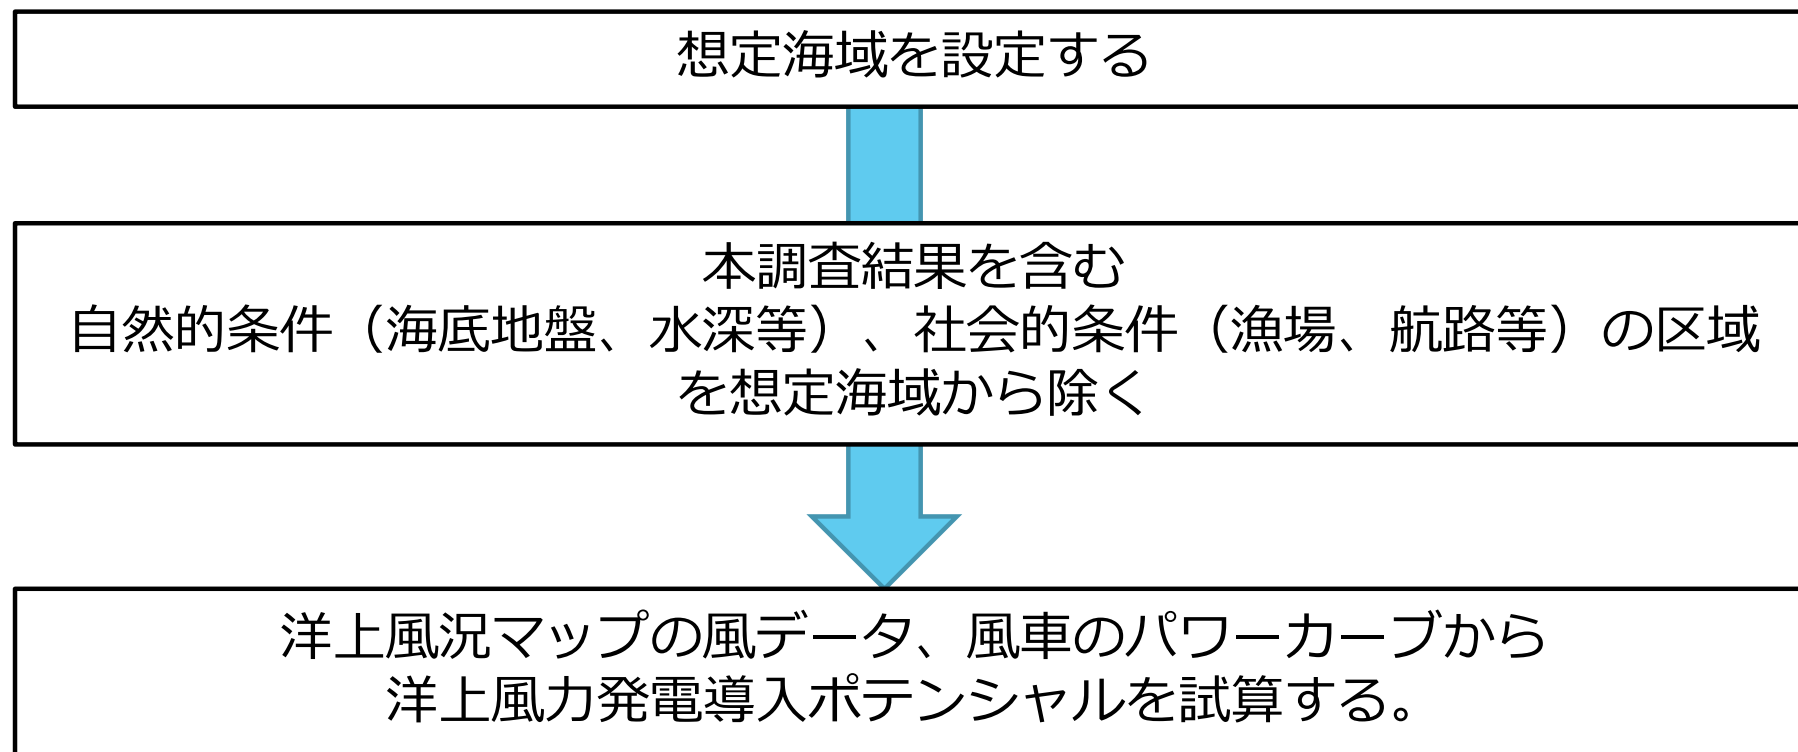 想定海域を設定する
本調査結果を含む
自然的条件（海底地盤、水深等）、社会的条件（漁場、航路等）の区域
を想定海域から除く
洋上風況マップの風データ、風車のパワーカーブから
洋上風力発電導入ポテンシャルを試算する。